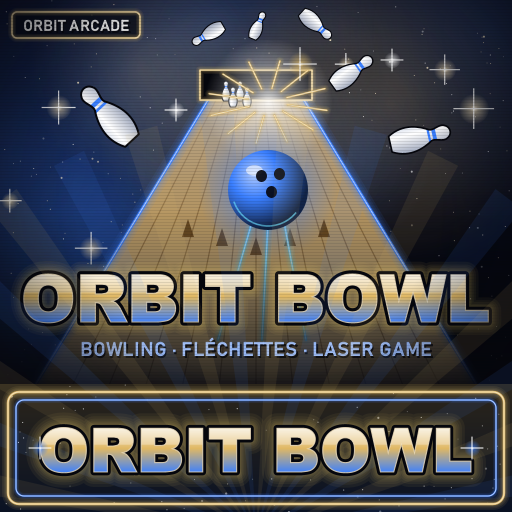 ORBIT ARCADE
ORBIT BOWL
BOWLING · FLÉCHETTES · LASER GAME
ORBIT BOWL